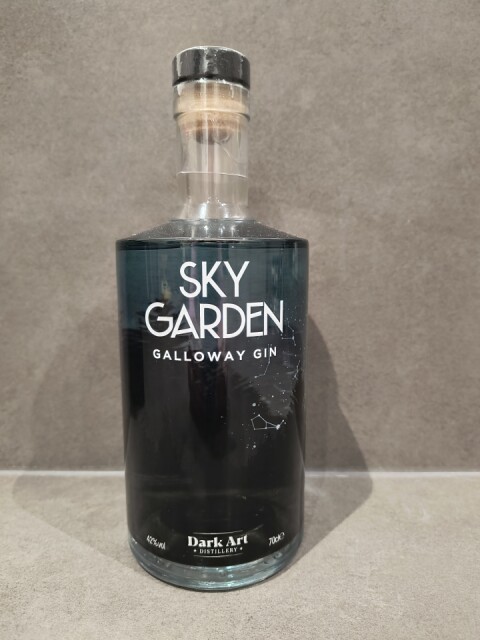 SKY
GARDEN
GALLOWAY GIN
42%vol
Dark Art
DISTILLERY
70cl℮